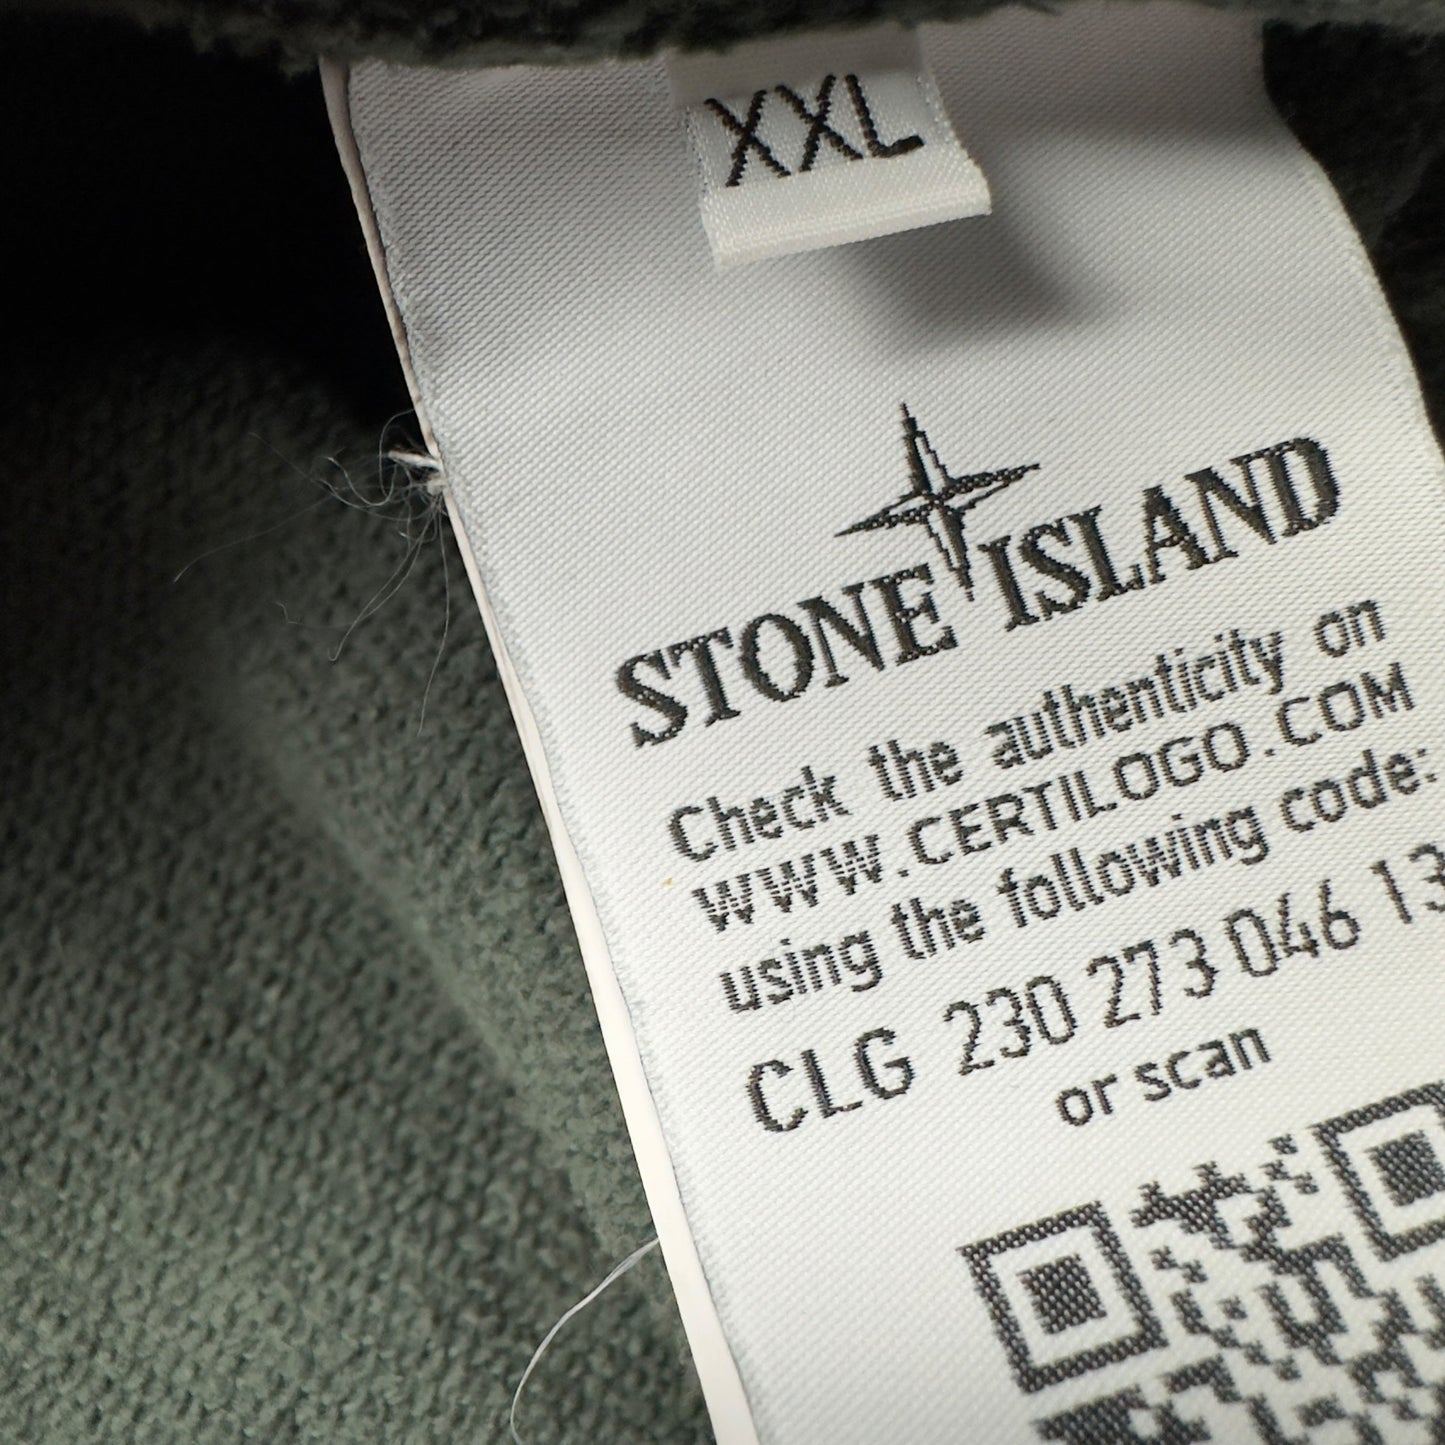 XXL
STONE ISLAND
Check the authenticity on
WWW.CERTILOGO.COM
using the following code:
CLG 230 273 046 13
or scan